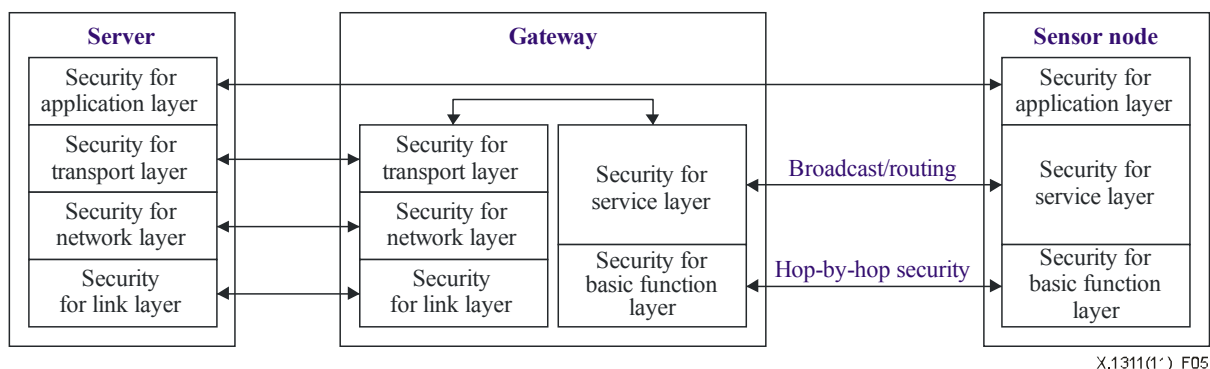 Server
Security for
application layer
Security for
transport layer
Security for
network layer
Security
for link layer
Gateway
Security for
transport layer
Security for
network layer
Security
for link layer
Security for
service layer
Security for
basic function
layer
Broadcast/routing
Hop-by-hop security
Sensor node
Security for
application layer
Security for
service layer
Security for
basic function
layer
X.1311(11)_F05